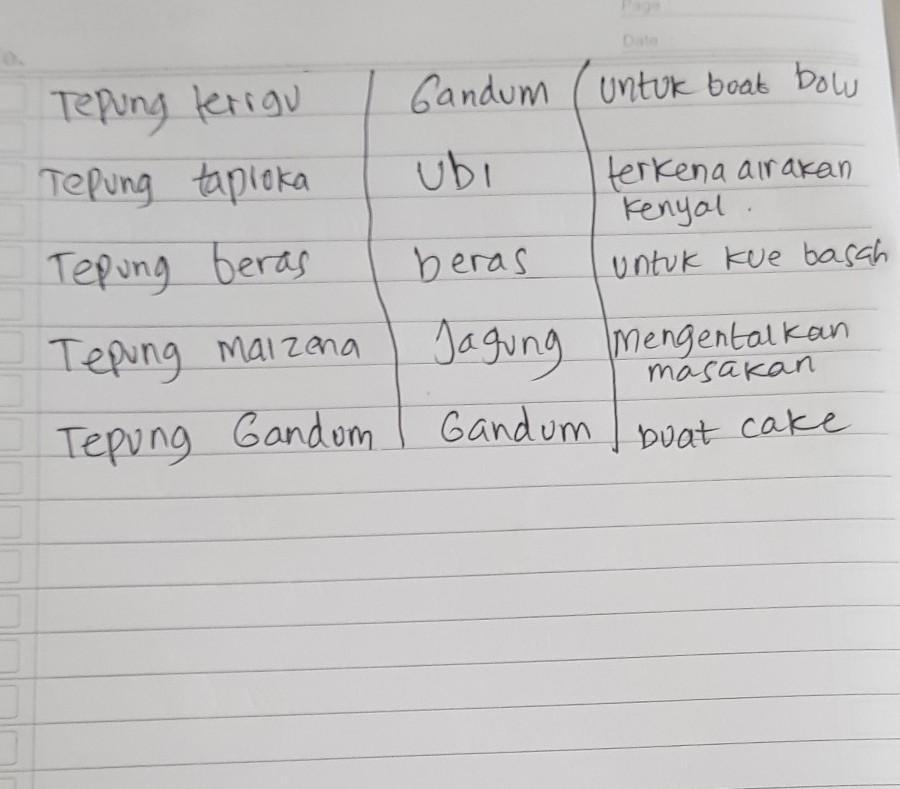 Page
Date
Tepung terigu Gandum untuk buat bolu
Tepung tapioka Ubi terkena air akan
kenyal.
Tepung beras beras untuk kue basah
Tepung maizena Jagung Mengentalkan
masakan
Tepung Gandum Gandum buat cake